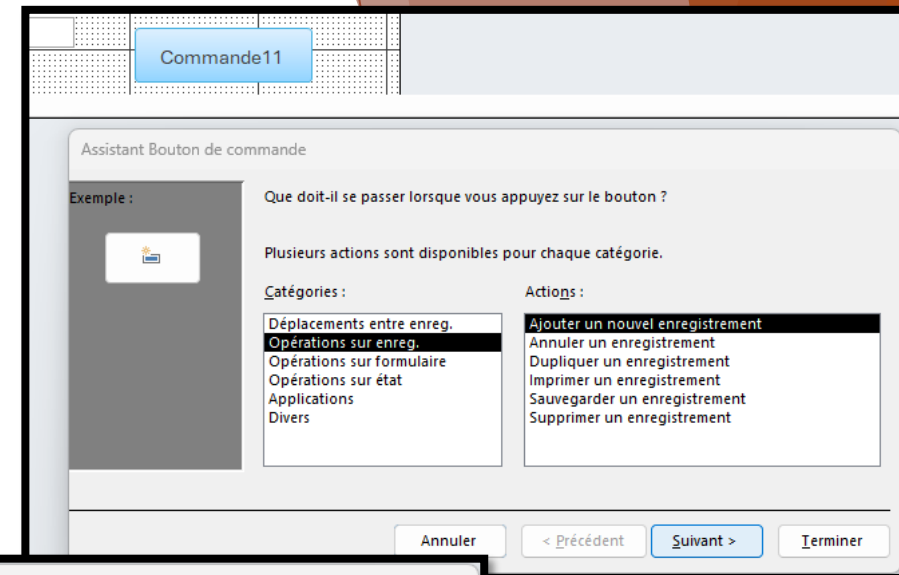 Commande11
Assistant Bouton de commande
Exemple :
Que doit-il se passer lorsque vous appuyez sur le bouton ?
Plusieurs actions sont disponibles pour chaque catégorie.
Catégories :
Déplacements entre enreg.
Opérations sur enreg.
Opérations sur formulaire
Opérations sur état
Applications
Divers
Actions :
Ajouter un nouvel enregistrement
Annuler un enregistrement
Dupliquer un enregistrement
Imprimer un enregistrement
Sauvegarder un enregistrement
Supprimer un enregistrement
Annuler
< Précédent
Suivant >
Terminer